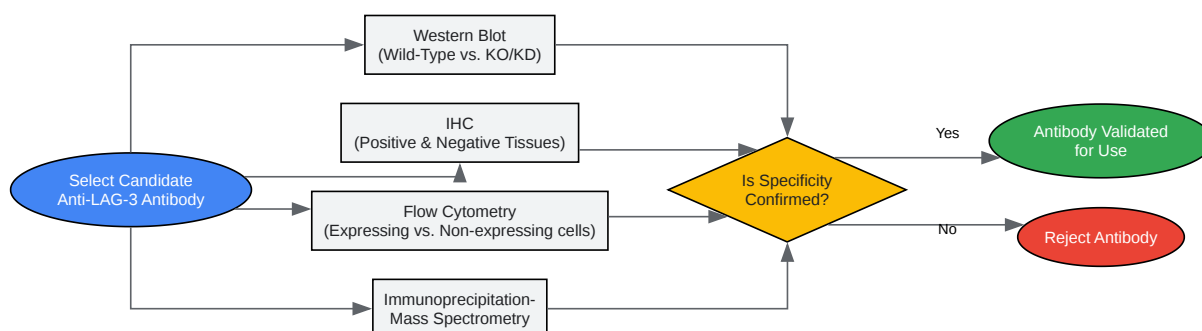 Western Blot
(Wild-Type vs. KO/KD)
IHC
(Positive & Negative Tissues)
Select Candidate
Anti-LAG-3 Antibody
Flow Cytometry
(Expressing vs. Non-expressing cells)
Immunoprecipitation-
Mass Spectrometry
Is Specificity
Confirmed?
Yes
Antibody Validated
for Use
No
Reject Antibody